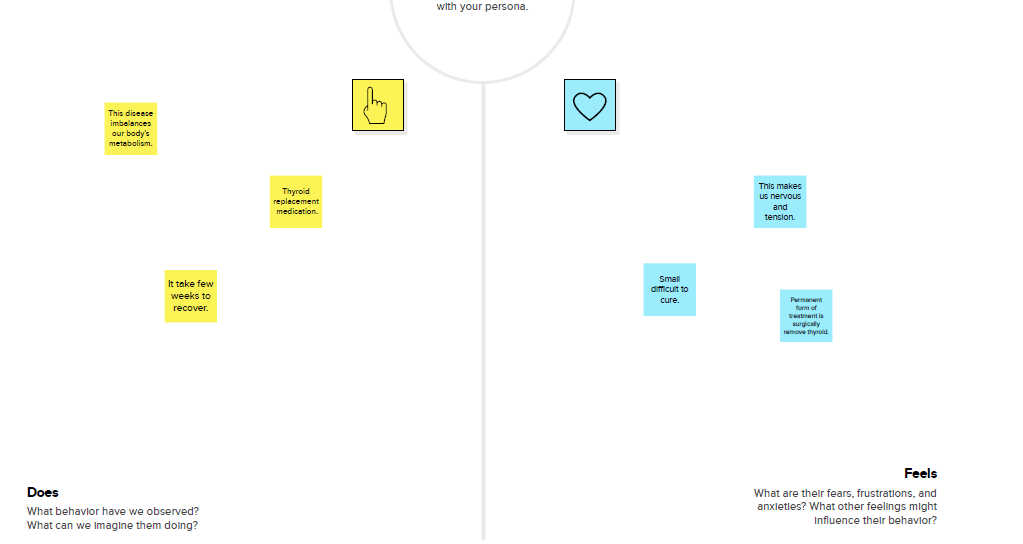 with your persona.
This disease
imbalances
our body's
metabolism.
Thyroid
replacement
medication.
It take few
weeks to
recover.
This makes
us nervous
and
tension.
Small
difficult to
cure.
Permanent
form of
treatment is
surgically
remove thyroid.
Does
What behavior have we observed?
What can we imagine them doing?
Feels
What are their fears, frustrations, and
anxieties? What other feelings might
influence their behavior?